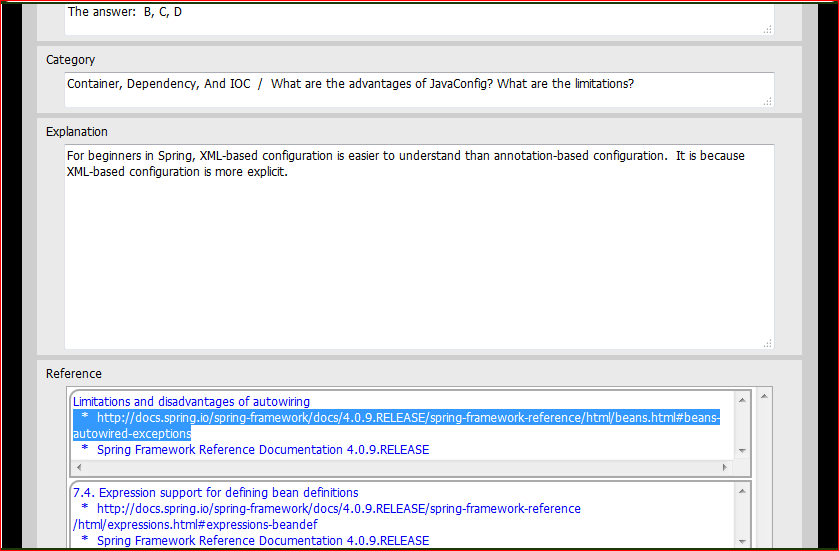 The answer:  B, C, D
Category
Container, Dependency, And IOC  /  What are the advantages of JavaConfig? What are the limitations?
Explanation
For beginners in Spring, XML-based configuration is easier to understand than annotation-based configuration.  It is because
XML-based configuration is more explicit.
Reference
Limitations and disadvantages of autowiring
*  http://docs.spring.io/spring-framework/docs/4.0.9.RELEASE/spring-framework-reference/html/beans.html#beans-
autowired-exceptions
*  Spring Framework Reference Documentation 4.0.9.RELEASE
7.4. Expression support for defining bean definitions
*  http://docs.spring.io/spring-framework/docs/4.0.9.RELEASE/spring-framework-reference
/html/expressions.html#expressions-beandef
*  Spring Framework Reference Documentation 4.0.9.RELEASE